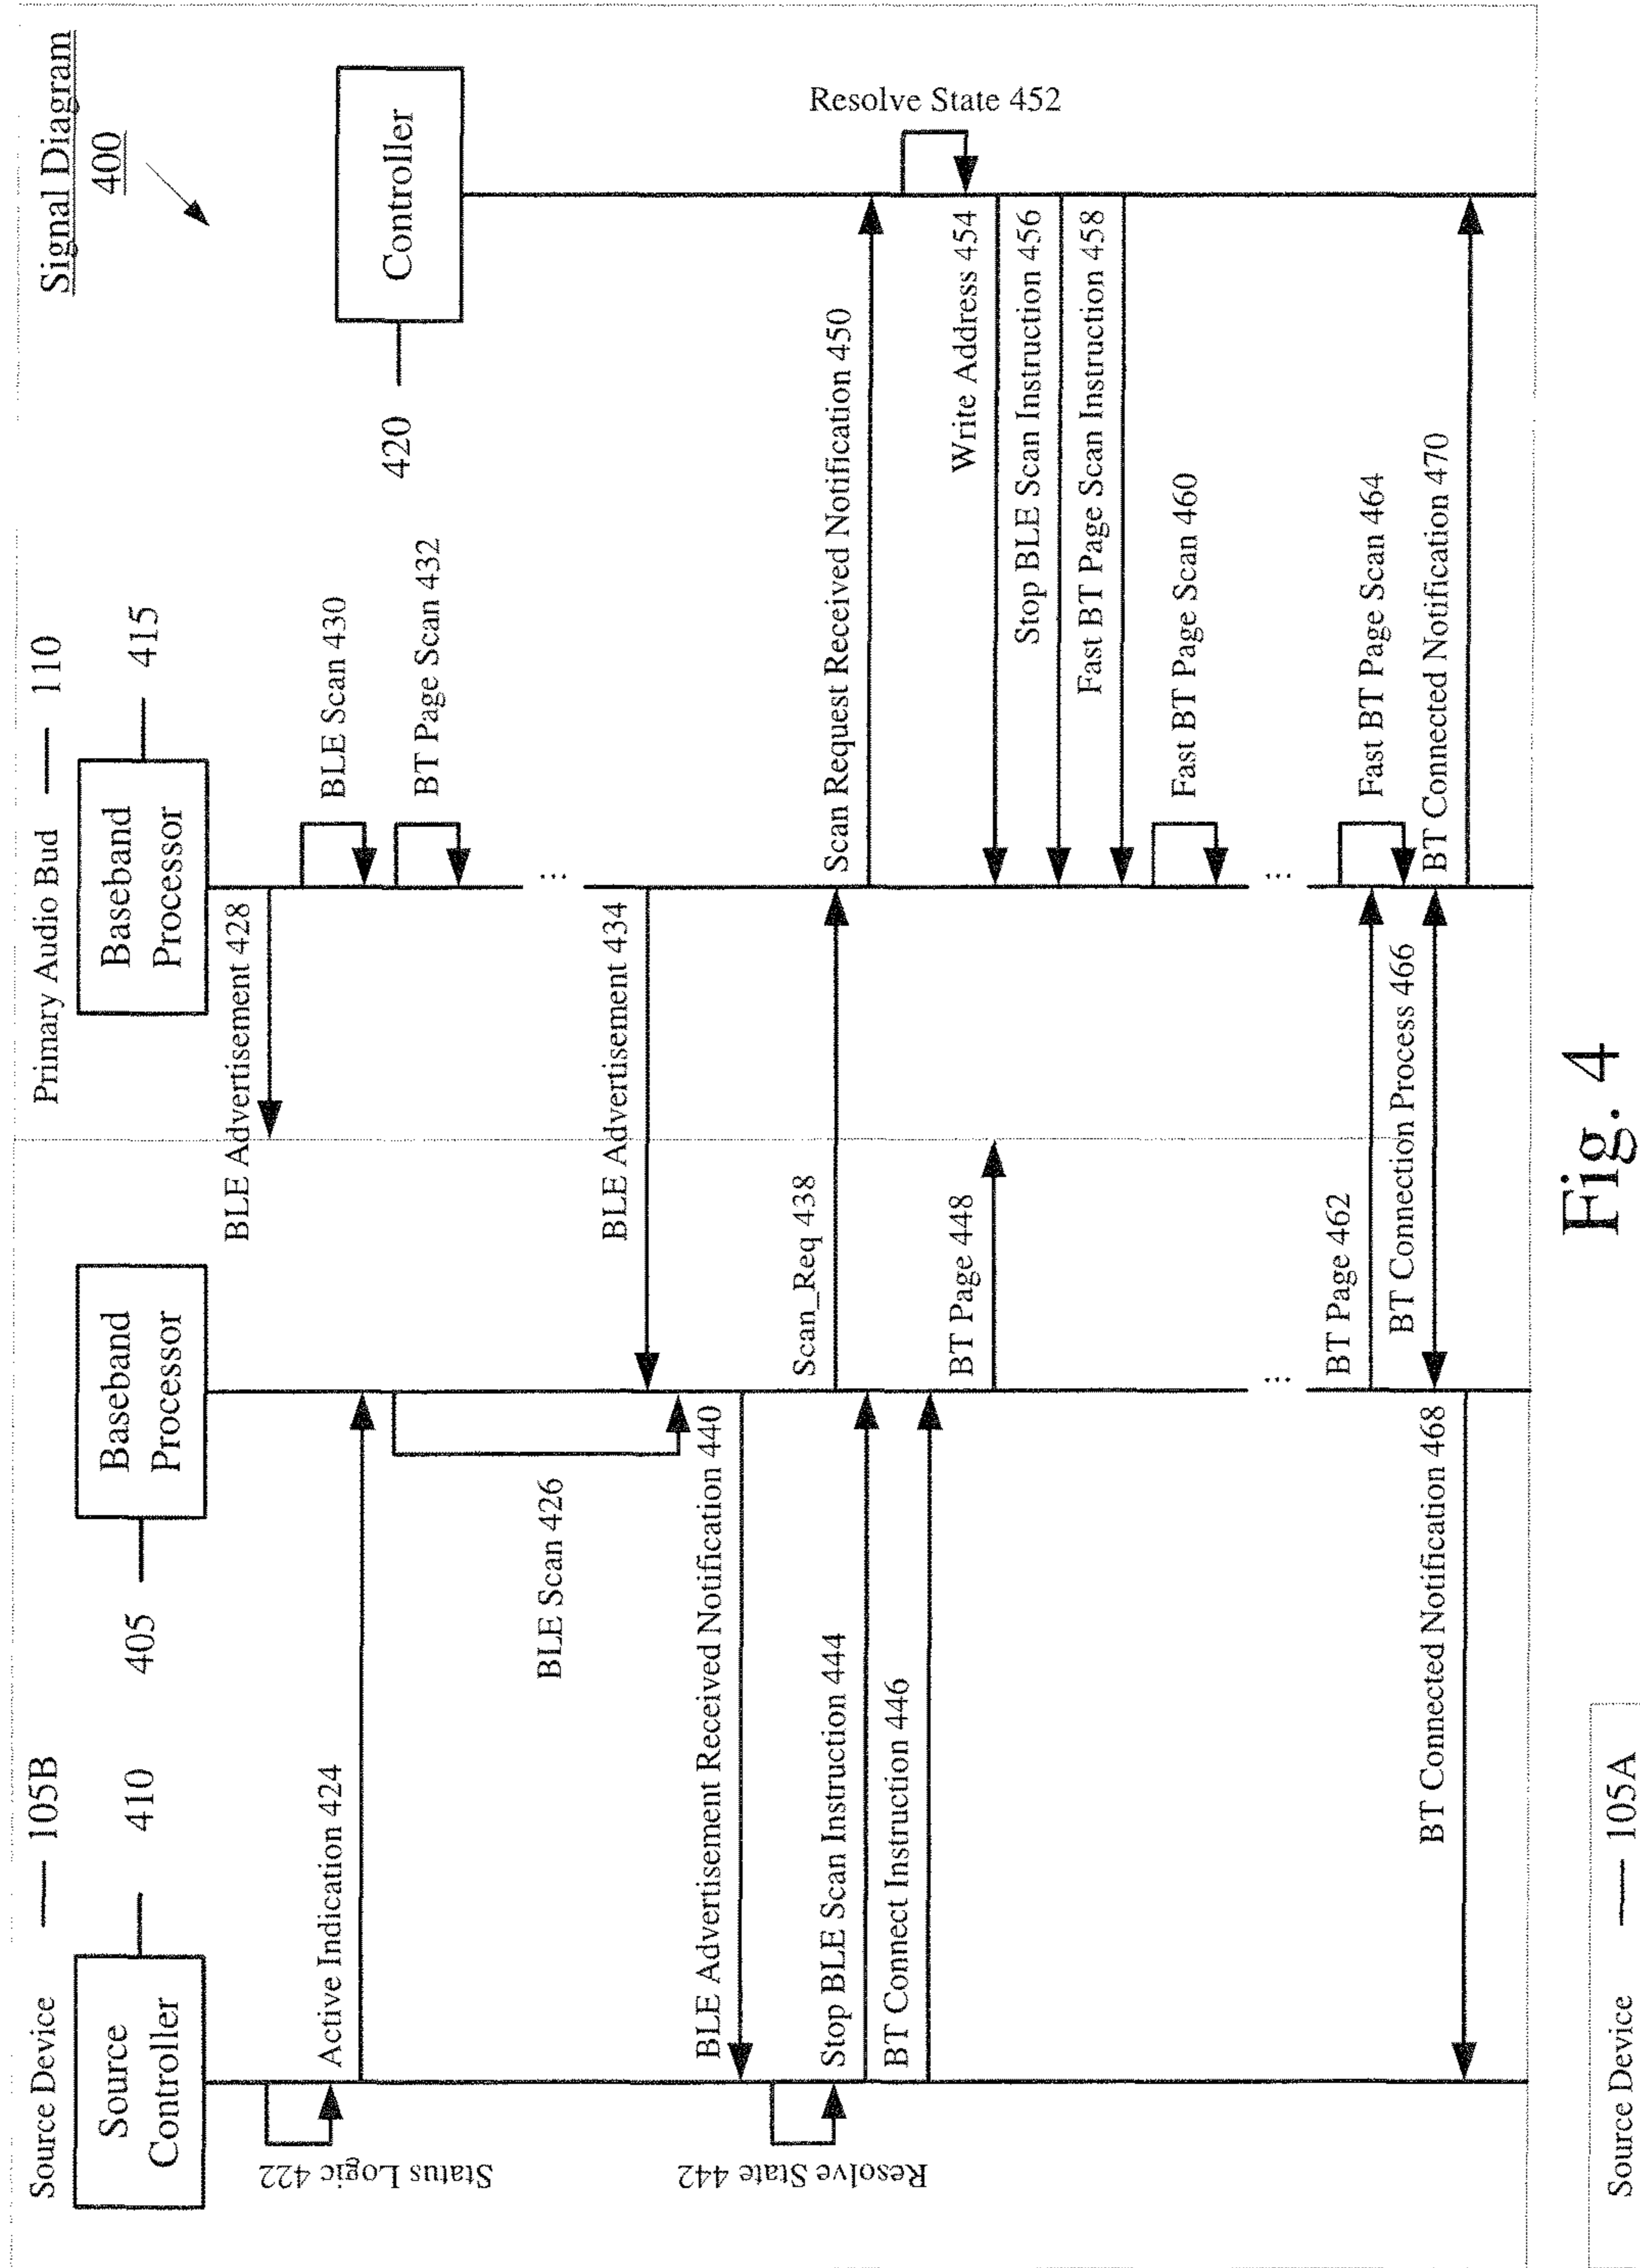 Signal Diagram
400
Source Device — 105B
Primary Audio Bud — 110
Source
Controller
410
Baseband
Processor
405
Baseband
Processor
415
Controller
420
Status Logic 422
Active Indication 424
BLE Scan 426
BLE Advertisement 428
BLE Scan 430
BT Page Scan 432
...
BLE Advertisement 434
BLE Advertisement Received Notification 440
Resolve State 442
Scan_Req 438
Stop BLE Scan Instruction 444
BT Connect Instruction 446
BT Page 448
Scan Request Received Notification 450
Resolve State 452
Write Address 454
Stop BLE Scan Instruction 456
Fast BT Page Scan Instruction 458
Fast BT Page Scan 460
...
...
BT Page 462
Fast BT Page Scan 464
BT Connection Process 466
BT Connected Notification 468
BT Connected Notification 470
Source Device — 105A
Fig. 4